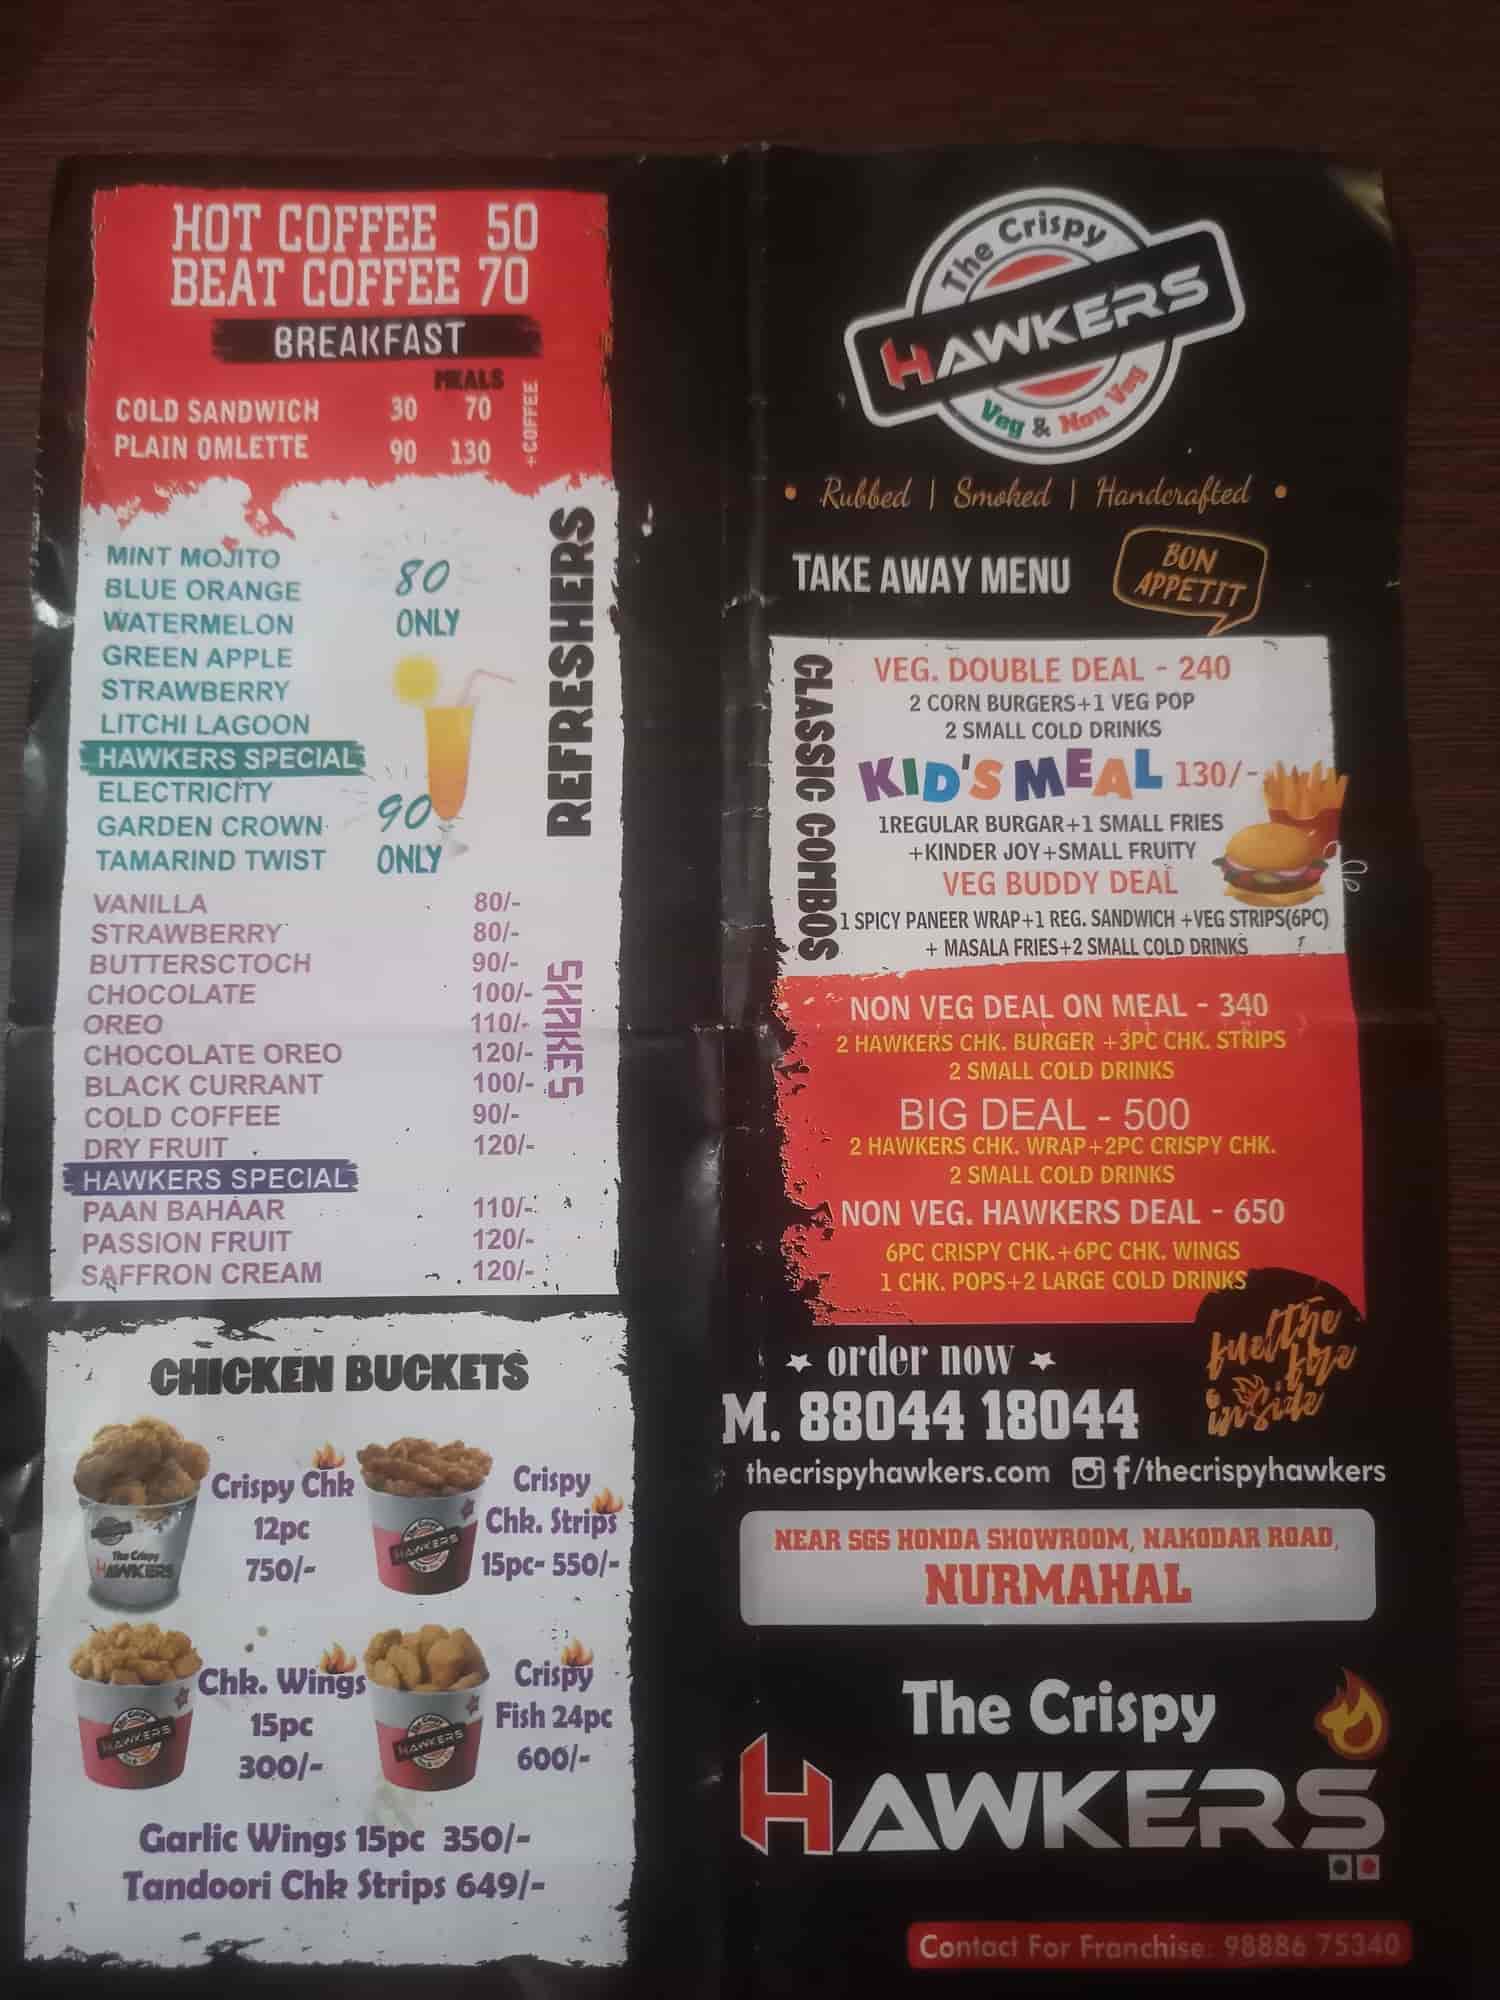 HOT COFFEE 50
BEAT COFFEE 70
BREAKFAST
MEALS
COLD SANDWICH 30 70
PLAIN OMLETTE 90 130
+COFFEE
REFRESHERS
MINT MOJITO
BLUE ORANGE
WATERMELON
GREEN APPLE
STRAWBERRY
LITCHI LAGOON
80
ONLY
HAWKERS SPECIAL
ELECTRICITY
GARDEN CROWN
TAMARIND TWIST
90
ONLY
SHAKES
VANILLA 80/-
STRAWBERRY 80/-
BUTTERSCTOCH 90/-
CHOCOLATE 100/-
OREO 110/-
CHOCOLATE OREO 120/-
BLACK CURRANT 100/-
COLD COFFEE 90/-
DRY FRUIT 120/-
HAWKERS SPECIAL
PAAN BAHAAR 110/-
PASSION FRUIT 120/-
SAFFRON CREAM 120/-
CHICKEN BUCKETS
The Crispy
HAWKERS
Crispy Chk
12pc
750/-
HAWKERS
Crispy
Chk. Strips
15pc- 550/-
HAWKERS
Chk. Wings
15pc
300/-
HAWKERS
Crispy
Fish 24pc
600/-
Garlic Wings 15pc 350/-
Tandoori Chk Strips 649/-
The Crispy
HAWKERS
Veg & Non Veg
• Rubbed | Smoked | Handcrafted •
TAKE AWAY MENU
BON
APPETIT
CLASSIC COMBOS
VEG. DOUBLE DEAL - 240
2 CORN BURGERS+1 VEG POP
2 SMALL COLD DRINKS
KID'S MEAL 130/-
1REGULAR BURGAR+1 SMALL FRIES
+KINDER JOY+SMALL FRUITY
VEG BUDDY DEAL
1 SPICY PANEER WRAP+1 REG. SANDWICH +VEG STRIPS(6PC)
+ MASALA FRIES+2 SMALL COLD DRINKS
NON VEG DEAL ON MEAL - 340
2 HAWKERS CHK. BURGER +3PC CHK. STRIPS
2 SMALL COLD DRINKS
BIG DEAL - 500
2 HAWKERS CHK. WRAP+2PC CRISPY CHK.
2 SMALL COLD DRINKS
NON VEG. HAWKERS DEAL - 650
6PC CRISPY CHK.+6PC CHK. WINGS
1 CHK. POPS+2 LARGE COLD DRINKS
fuel the
fire
inside
order now
M. 88044 18044
thecrispyhawkers.com f/thecrispyhawkers
NEAR SGS HONDA SHOWROOM, NAKODAR ROAD,
NURMAHAL
The Crispy
HAWKERS
Contact For Franchise: 98886 75340